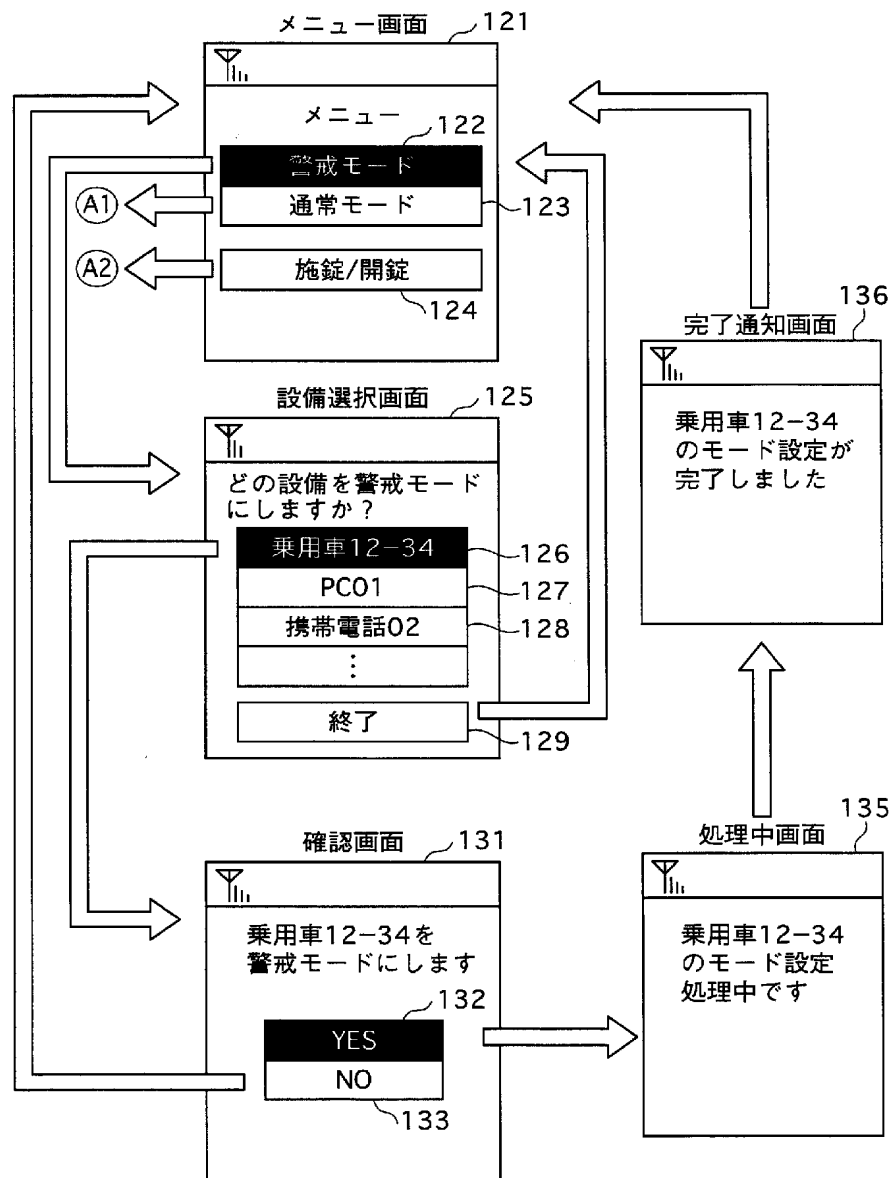 メニュー画面
121
メニュー
122
警戒モード
A1
通常モード
123
A2
施錠/開錠
124
設備選択画面
125
どの設備を警戒モード
にしますか？
乗用車12-34
126
PC01
127
携帯電話02
128
⋮
終了
129
確認画面
131
乗用車12-34を
警戒モードにします
132
YES
NO
133
処理中画面
135
乗用車12-34
のモード設定
処理中です
完了通知画面
136
乗用車12-34
のモード設定が
完了しました